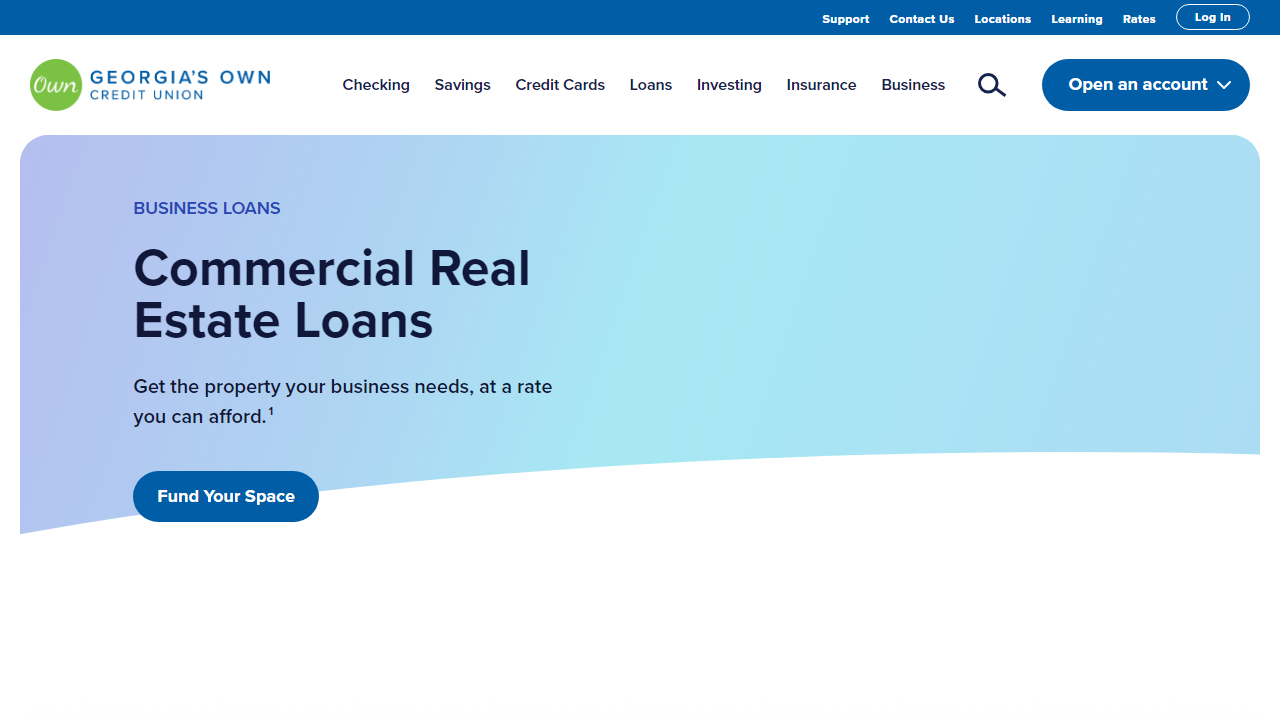 Support Contact Us Locations Learning Rates Log In
Own GEORGIA'S OWN
CREDIT UNION
Checking Savings Credit Cards Loans Investing Insurance Business Open an account
BUSINESS LOANS
Commercial Real
Estate Loans
Get the property your business needs, at a rate
you can afford.¹
Fund Your Space